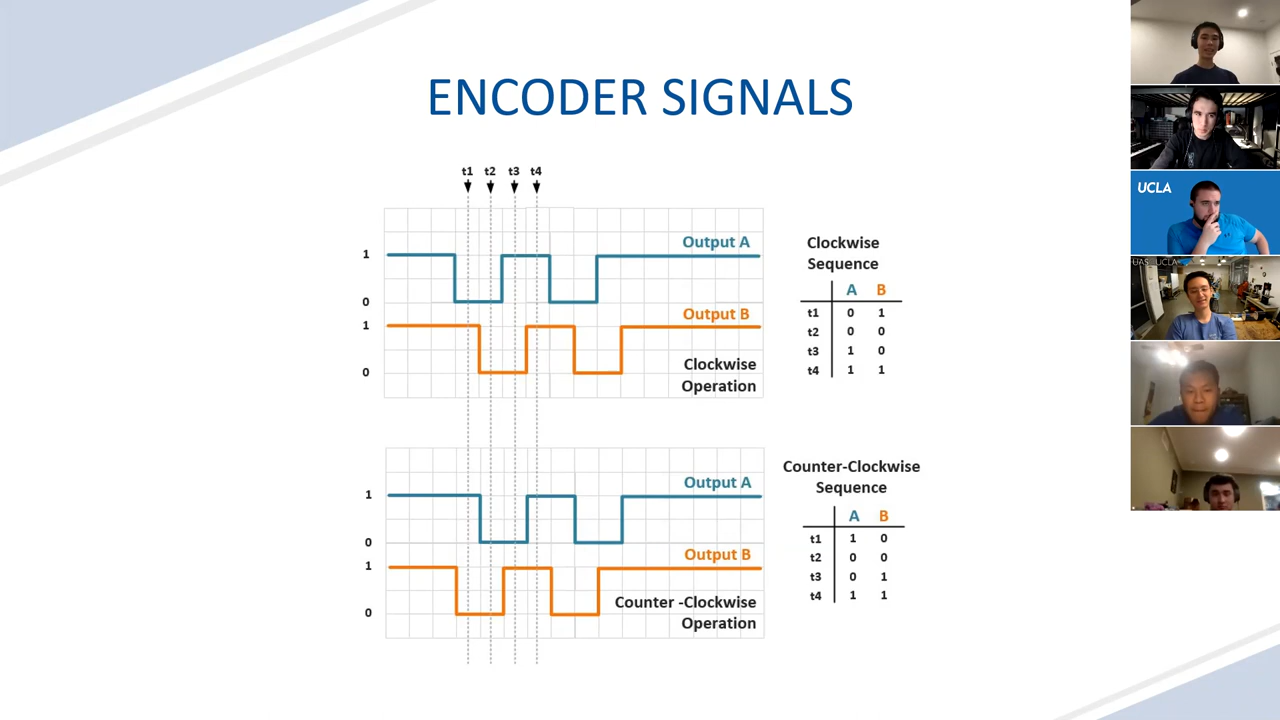 ENCODER SIGNALS
t1 t2 t3 t4
Output A
1
0
Output B
1
0
Clockwise
Operation
Clockwise
Sequence
A B
t1 0 1
t2 0 0
t3 1 0
t4 1 1
Output A
1
0
Output B
1
0
Counter -Clockwise
Operation
Counter-Clockwise
Sequence
A B
t1 1 0
t2 0 0
t3 0 1
t4 1 1
UCLA